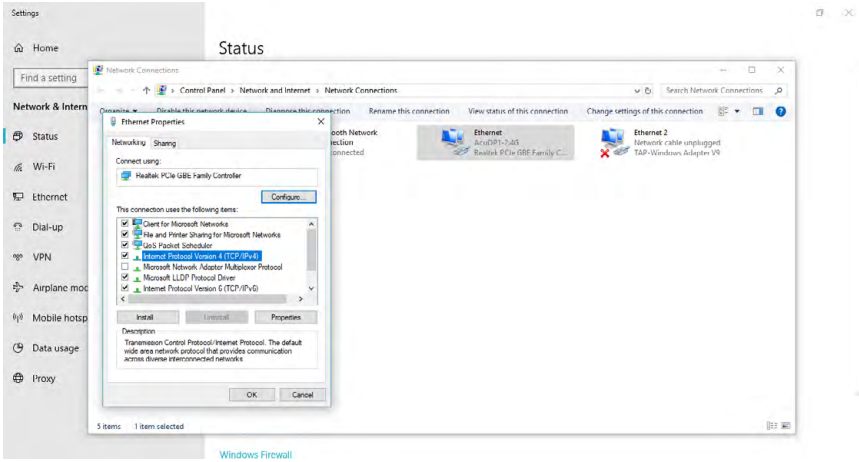 Settings
Home
Find a setting
Network & Intern
Status
Wi-Fi
Ethernet
Dial-up
VPN
Airplane mod
Mobile hotsp
Data usage
Proxy
Status
Network Connections
Control Panel > Network and Internet > Network Connections
Search Network Connections
Organize Disable this network device Diagnose this connection Rename this connection View status of this connection Change settings of this connection
ooth Network
ection
onnected
Ethernet
AcuDP1-2.4G
Realtek PCIe GBE Family C...
Ethernet 2
Network cable unplugged
TAP-Windows Adapter V9
Ethernet Properties
Networking Sharing
Connect using:
Realtek PCIe GBE Family Controller
Configure...
This connection uses the following items:
Client for Microsoft Networks
File and Printer Sharing for Microsoft Networks
QoS Packet Scheduler
Internet Protocol Version 4 (TCP/IPv4)
Microsoft Network Adapter Multiplexor Protocol
Microsoft LLDP Protocol Driver
Internet Protocol Version 6 (TCP/IPv6)
Install Uninstall Properties
Description
Transmission Control Protocol/Internet Protocol. The default
wide area network protocol that provides communication
across diverse interconnected networks
OK Cancel
5 items 1 item selected
Windows Firewall